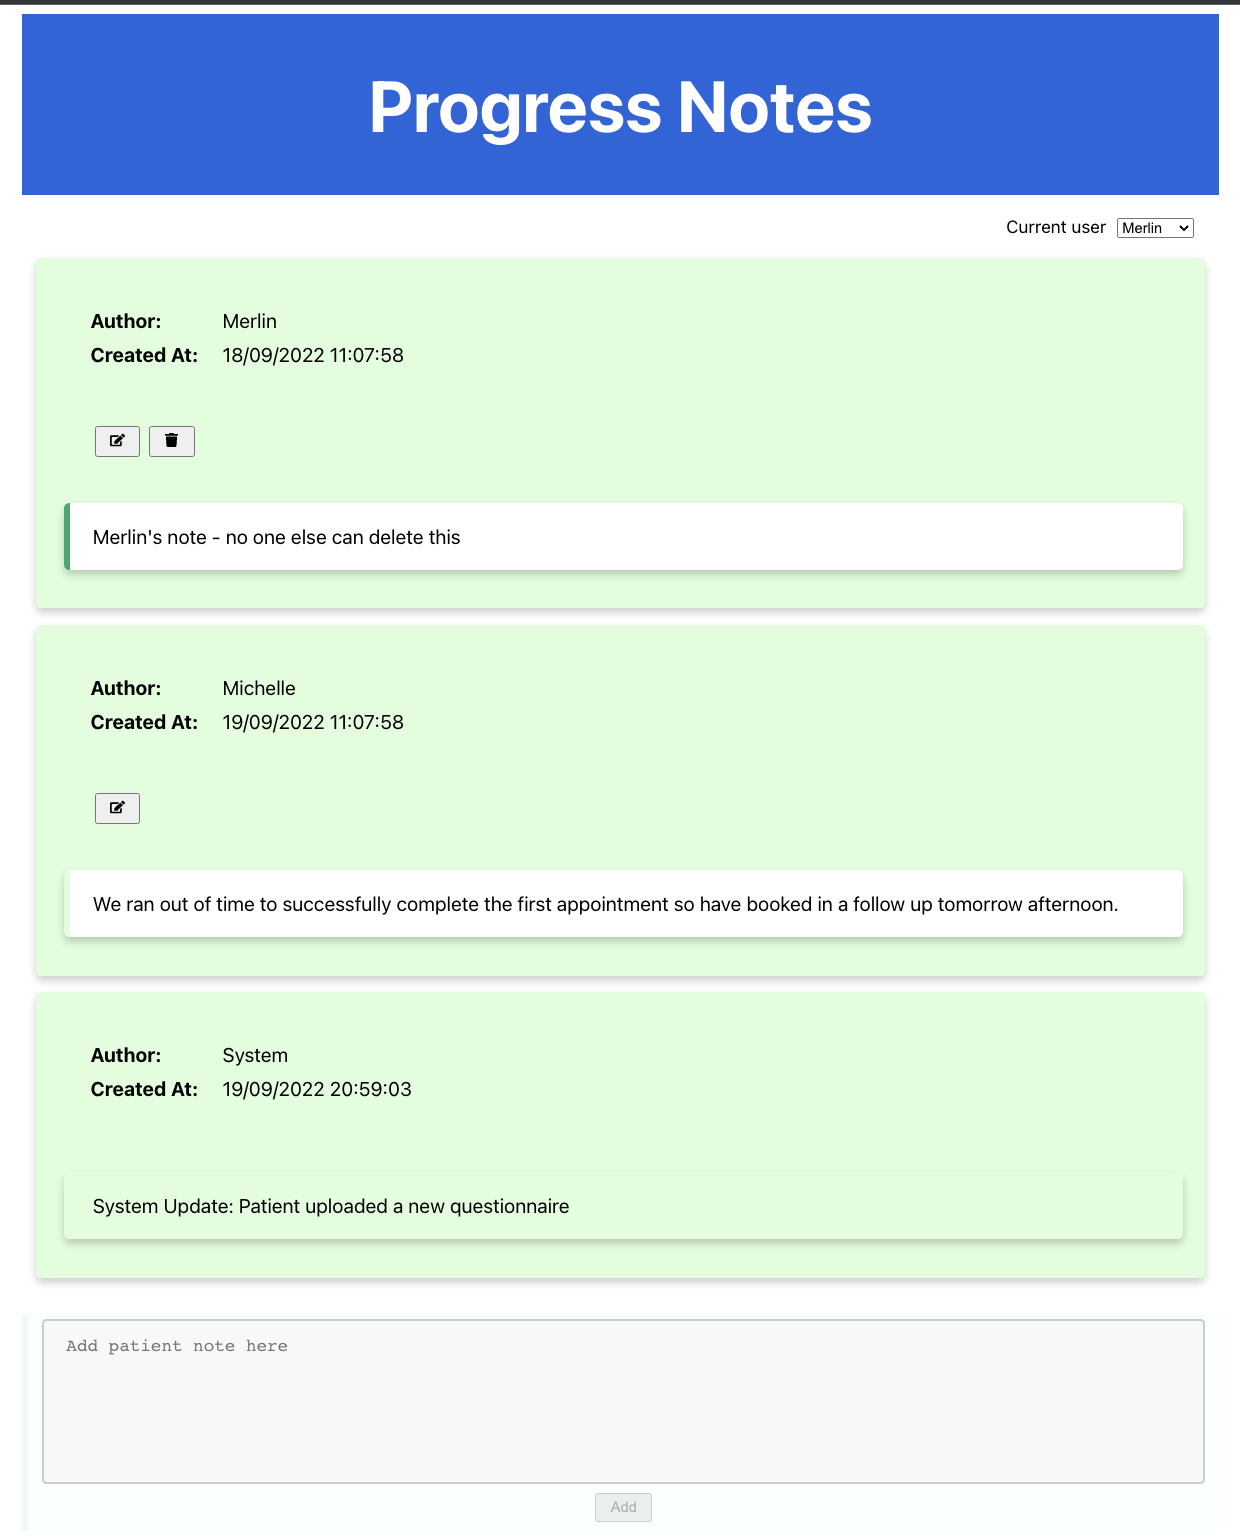 Progress Notes
Current user Merlin
Author: Merlin
Created At: 18/09/2022 11:07:58
Merlin's note - no one else can delete this
Author: Michelle
Created At: 19/09/2022 11:07:58
We ran out of time to successfully complete the first appointment so have booked in a follow up tomorrow afternoon.
Author: System
Created At: 19/09/2022 20:59:03
System Update: Patient uploaded a new questionnaire
Add patient note here
Add